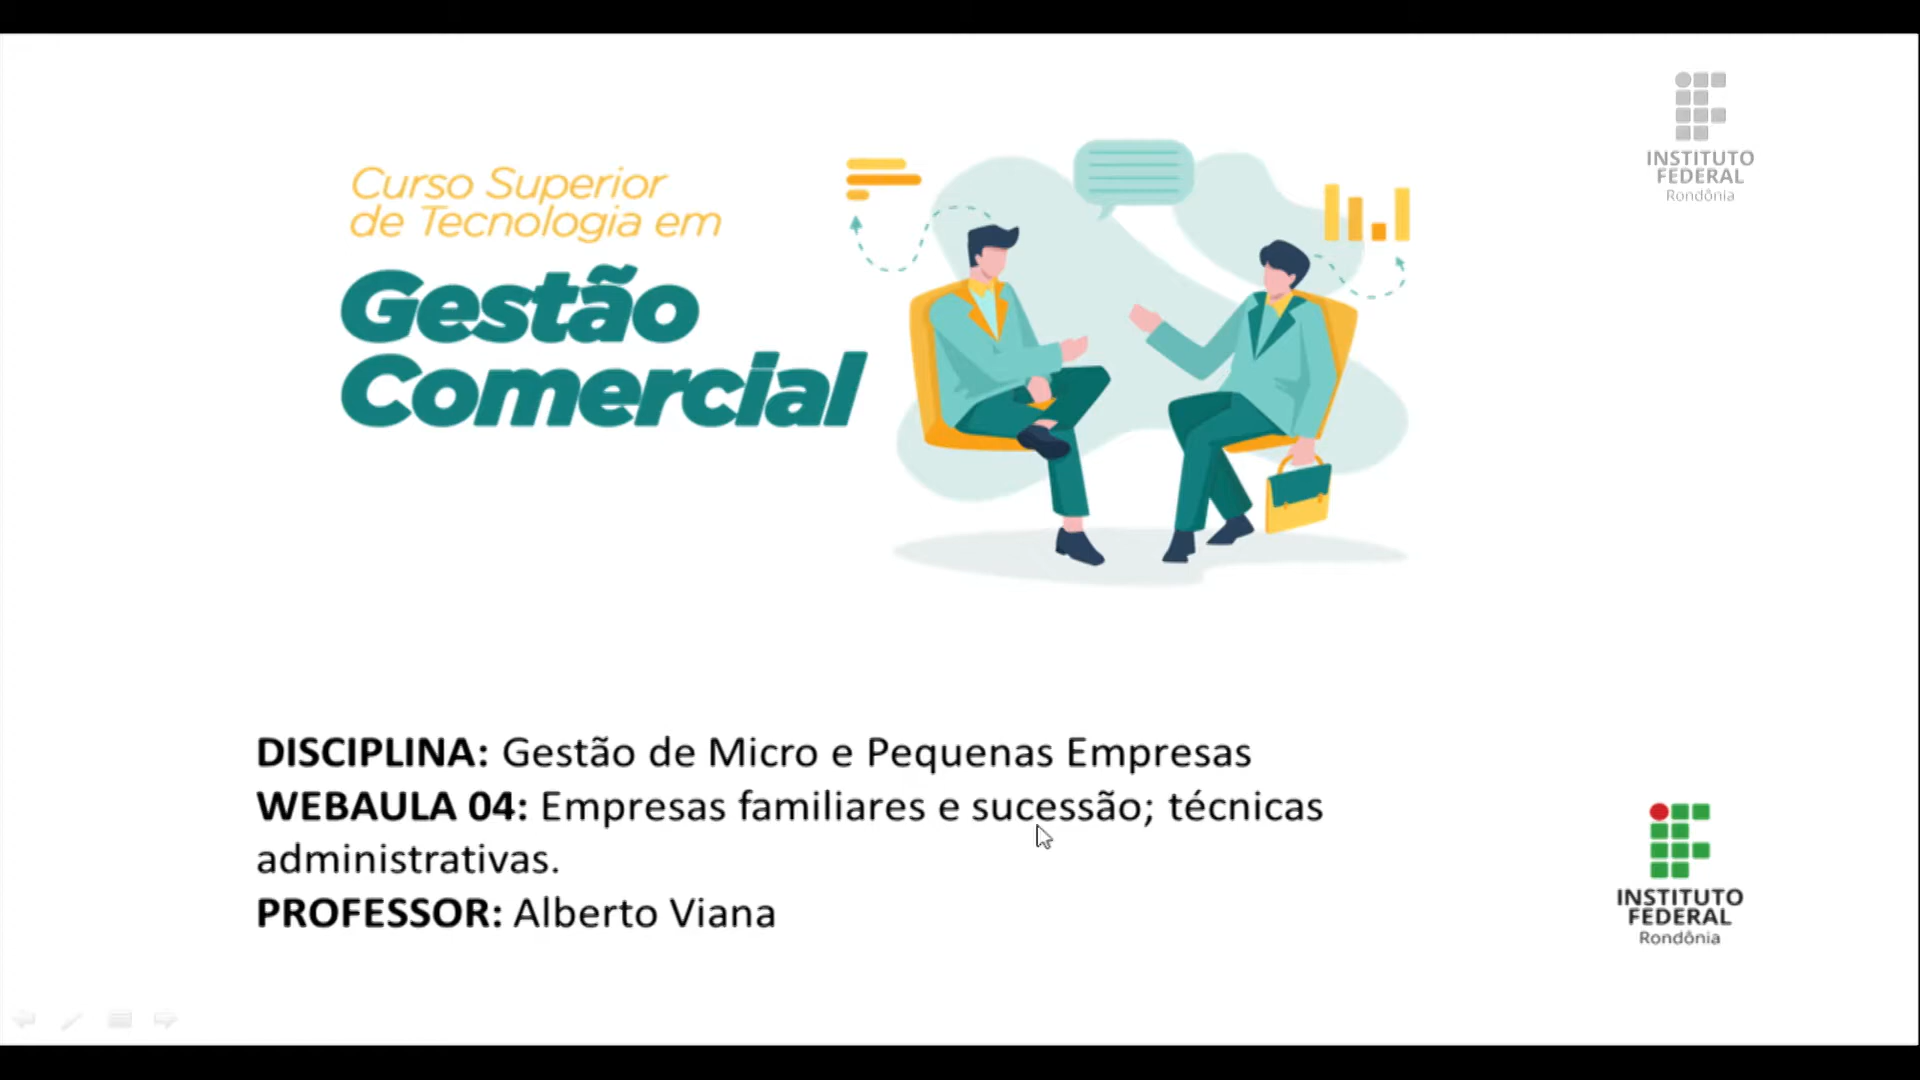 INSTITUTO
FEDERAL
Rondônia
Curso Superior
de Tecnologia em
Gestão
Comercial
DISCIPLINA: Gestão de Micro e Pequenas Empresas
WEBAULA 04: Empresas familiares e sucessão; técnicas
administrativas.
PROFESSOR: Alberto Viana
INSTITUTO
FEDERAL
Rondônia